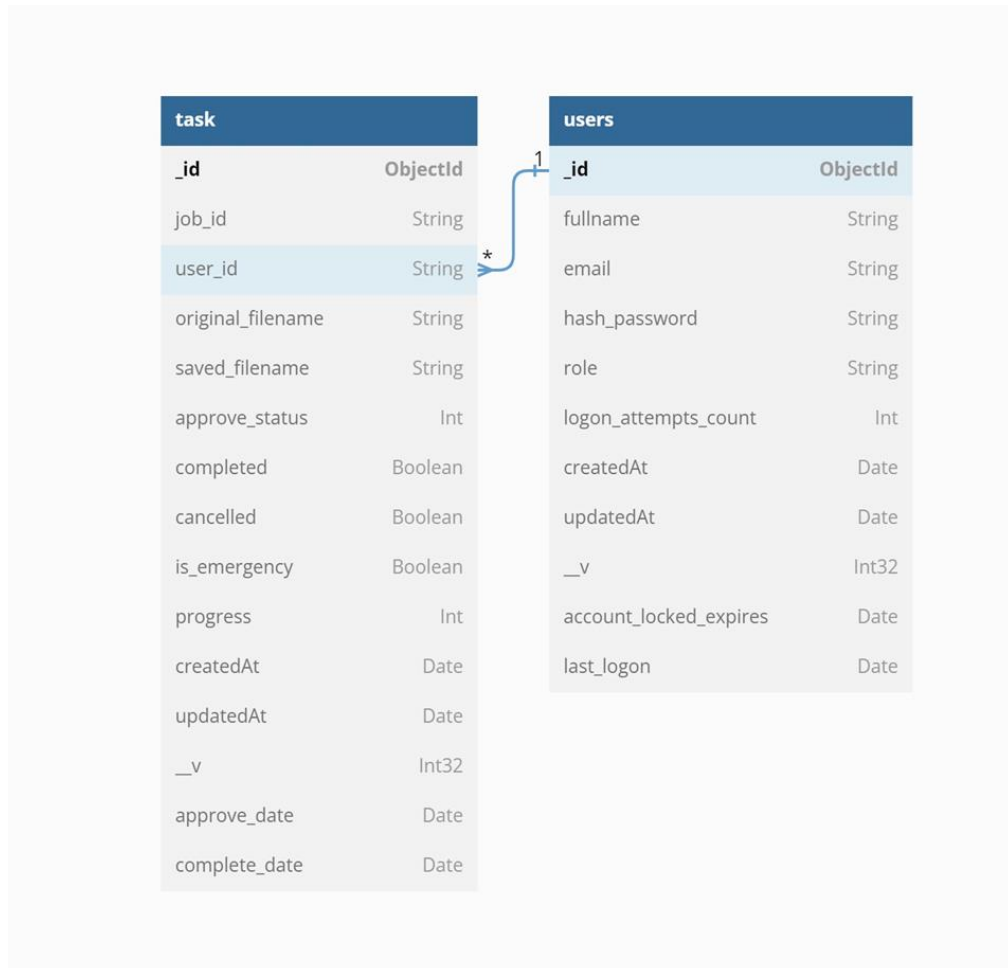 task
_id ObjectId
job_id String
user_id String
original_filename String
saved_filename String
approve_status Int
completed Boolean
cancelled Boolean
is_emergency Boolean
progress Int
createdAt Date
updatedAt Date
__v Int32
approve_date Date
complete_date Date
* 1
users
_id ObjectId
fullname String
email String
hash_password String
role String
logon_attempts_count Int
createdAt Date
updatedAt Date
__v Int32
account_locked_expires Date
last_logon Date